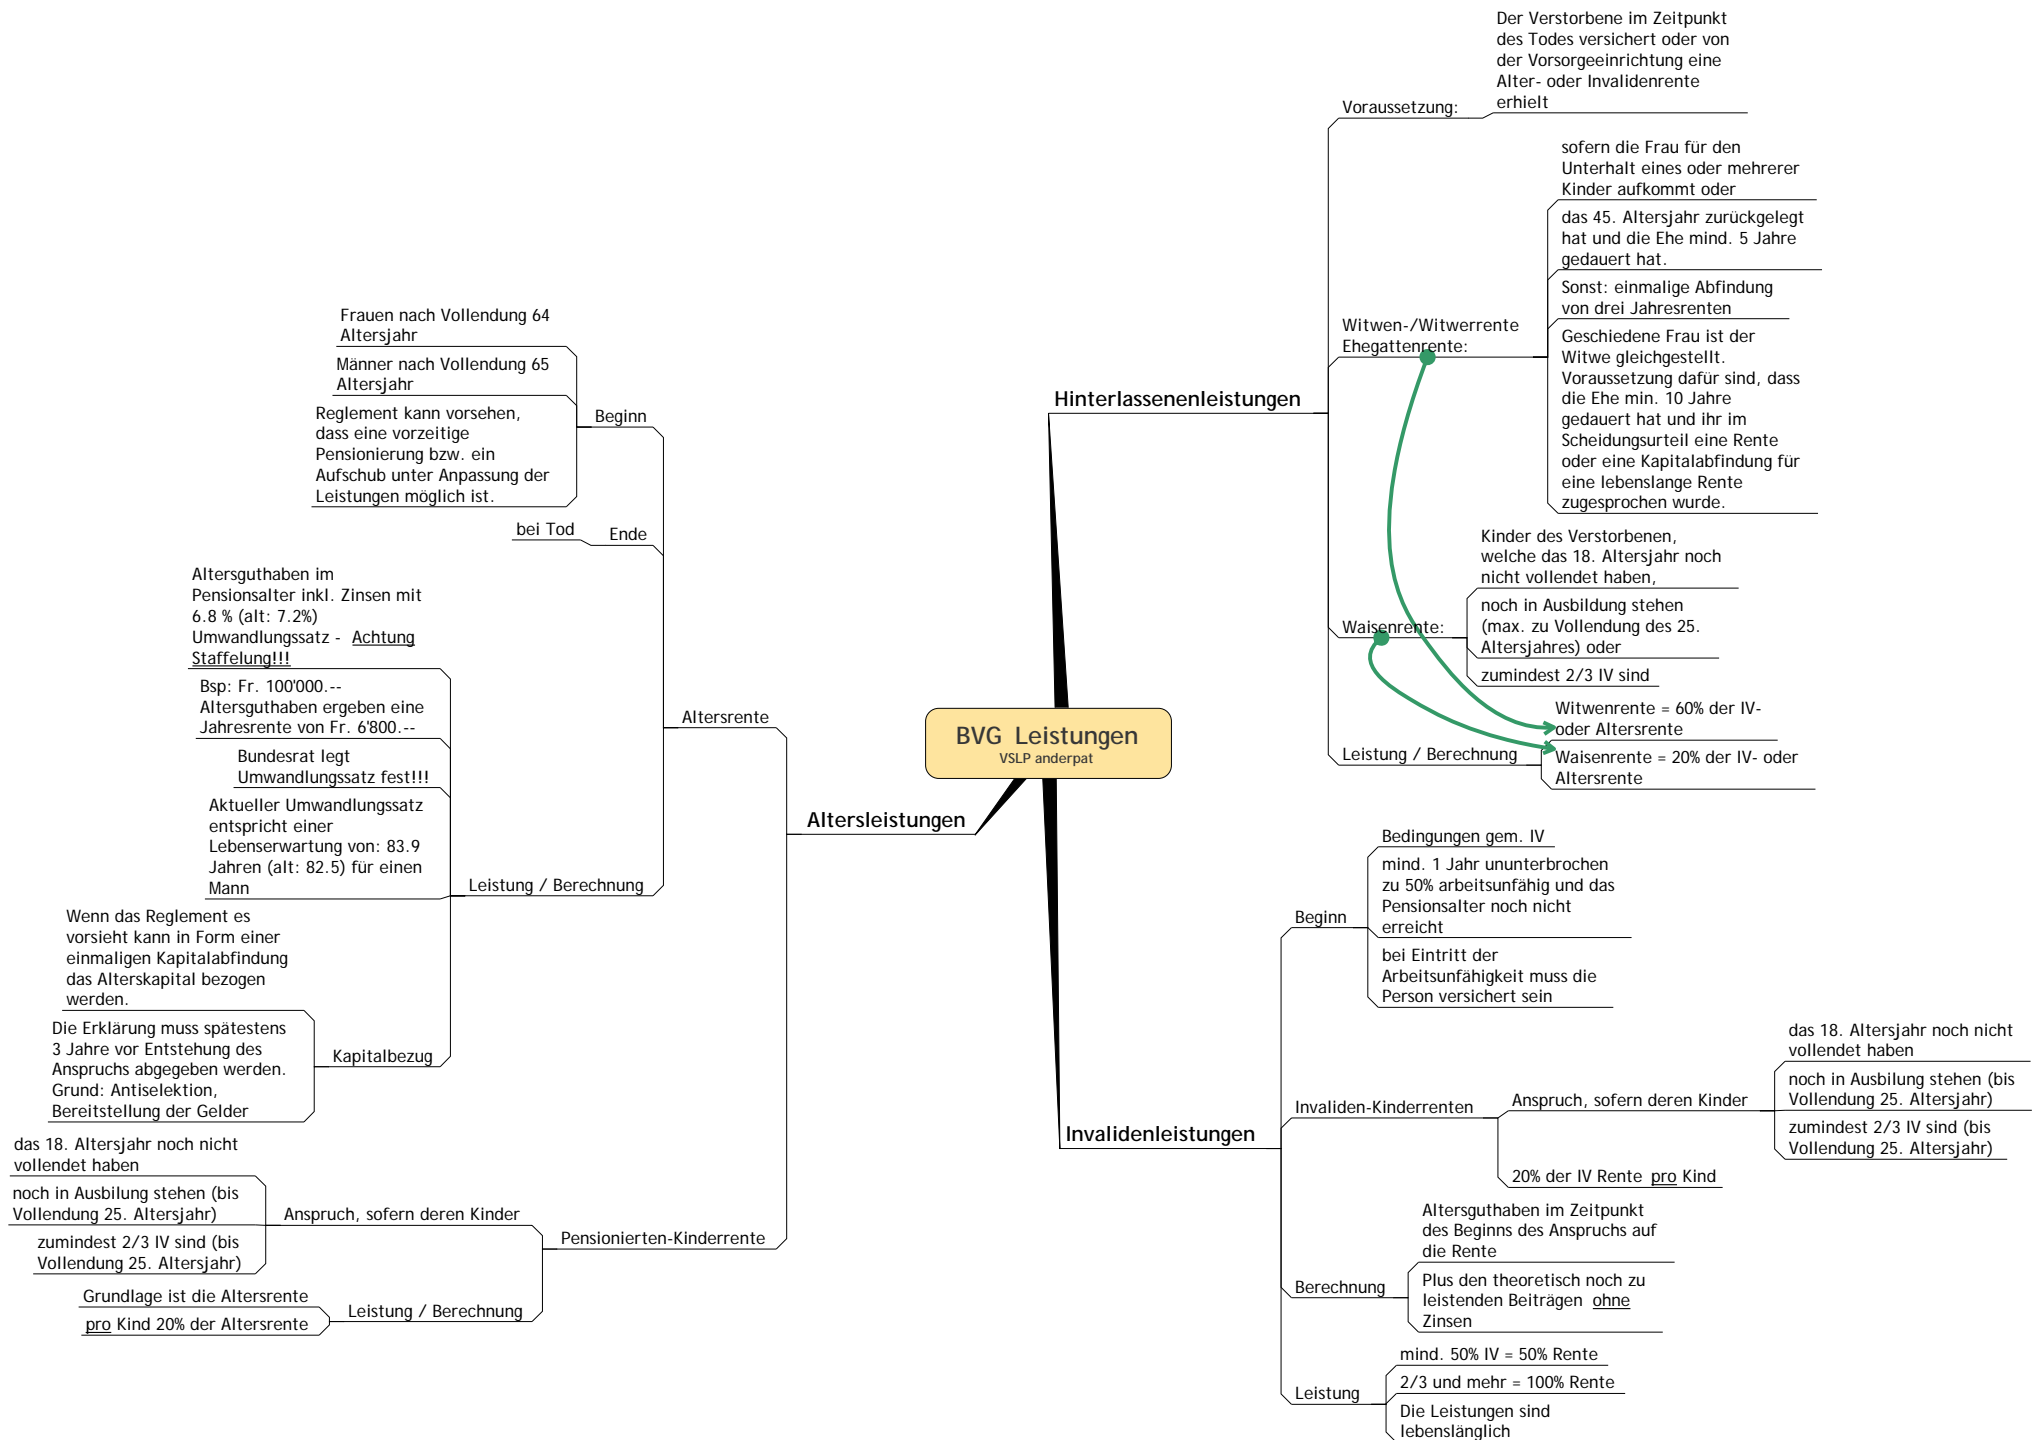 BVG Leistungen
VSLP anderpat
Hinterlassenenleistungen
Voraussetzung:
Der Verstorbene im Zeitpunkt
des Todes versichert oder von
der Vorsorgeeinrichtung eine
Alter- oder Invalidenrente
erhielt
Witwen-/Witwerrente
Ehegattenrente:
sofern die Frau für den
Unterhalt eines oder mehrerer
Kinder aufkommt oder
das 45. Altersjahr zurückgelegt
hat und die Ehe mind. 5 Jahre
gedauert hat.
Sonst: einmalige Abfindung
von drei Jahresrenten
Geschiedene Frau ist der
Witwe gleichgestellt.
Voraussetzung dafür sind, dass
die Ehe min. 10 Jahre
gedauert hat und ihr im
Scheidungsurteil eine Rente
oder eine Kapitalabfindung für
eine lebenslange Rente
zugesprochen wurde.
Waisenrente:
Kinder des Verstorbenen,
welche das 18. Altersjahr noch
nicht vollendet haben,
noch in Ausbildung stehen
(max. zu Vollendung des 25.
Altersjahres) oder
zumindest 2/3 IV sind
Leistung / Berechnung
Witwenrente = 60% der IV-
oder Altersrente
Waisenrente = 20% der IV- oder
Altersrente
Invalidenleistungen
Beginn
Bedingungen gem. IV
mind. 1 Jahr ununterbrochen
zu 50% arbeitsunfähig und das
Pensionsalter noch nicht
erreicht
bei Eintritt der
Arbeitsunfähigkeit muss die
Person versichert sein
Invaliden-Kinderrenten
Anspruch, sofern deren Kinder
das 18. Altersjahr noch nicht
vollendet haben
noch in Ausbilung stehen (bis
Vollendung 25. Altersjahr)
zumindest 2/3 IV sind (bis
Vollendung 25. Altersjahr)
20% der IV Rente pro Kind
Berechnung
Altersguthaben im Zeitpunkt
des Beginns des Anspruchs auf
die Rente
Plus den theoretisch noch zu
leistenden Beiträgen ohne
Zinsen
Leistung
mind. 50% IV = 50% Rente
2/3 und mehr = 100% Rente
Die Leistungen sind
lebenslänglich
Altersleistungen
Altersrente
Beginn
Frauen nach Vollendung 64
Altersjahr
Männer nach Vollendung 65
Altersjahr
Reglement kann vorsehen,
dass eine vorzeitige
Pensionierung bzw. ein
Aufschub unter Anpassung der
Leistungen möglich ist.
Ende
bei Tod
Leistung / Berechnung
Altersguthaben im
Pensionsalter inkl. Zinsen mit
6.8 % (alt: 7.2%)
Umwandlungssatz - Achtung
Staffelung!!!
Bsp: Fr. 100'000.--
Altersguthaben ergeben eine
Jahresrente von Fr. 6'800.--
Bundesrat legt
Umwandlungssatz fest!!!
Aktueller Umwandlungssatz
entspricht einer
Lebenserwartung von: 83.9
Jahren (alt: 82.5) für einen
Mann
Kapitalbezug
Wenn das Reglement es
vorsieht kann in Form einer
einmaligen Kapitalabfindung
das Alterskapital bezogen
werden.
Die Erklärung muss spätestens
3 Jahre vor Entstehung des
Anspruchs abgegeben werden.
Grund: Antiselektion,
Bereitstellung der Gelder
Pensionierten-Kinderrente
Anspruch, sofern deren Kinder
das 18. Altersjahr noch nicht
vollendet haben
noch in Ausbilung stehen (bis
Vollendung 25. Altersjahr)
zumindest 2/3 IV sind (bis
Vollendung 25. Altersjahr)
Leistung / Berechnung
Grundlage ist die Altersrente
pro Kind 20% der Altersrente